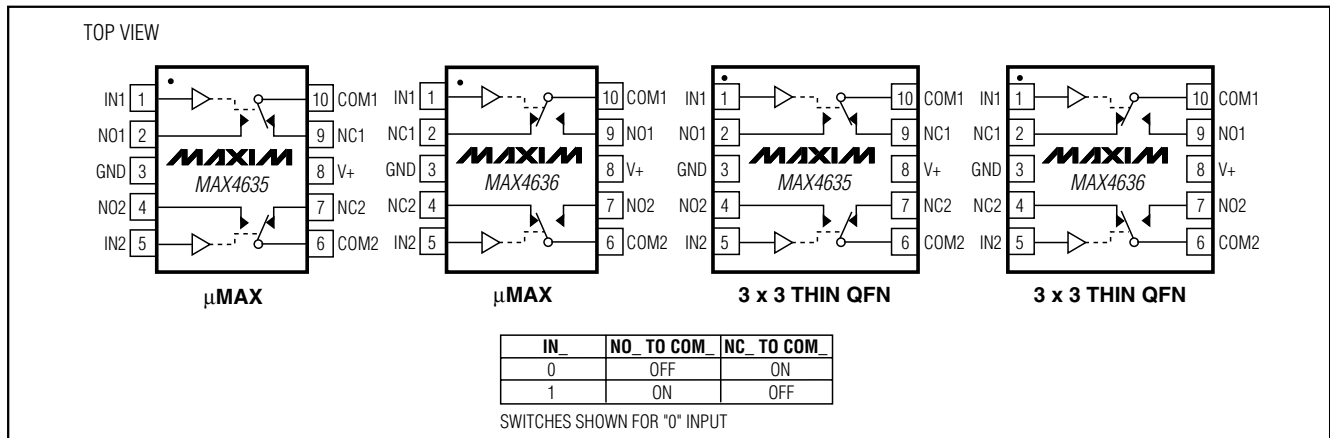 TOP VIEW
IN1 1 10 COM1
NO1 2 9 NC1
MAXIM
GND 3 8 V+
MAX4635
NO2 4 7 NC2
IN2 5 6 COM2
µMAX
IN1 1 10 COM1
NC1 2 9 NO1
MAXIM
GND 3 8 V+
MAX4636
NC2 4 7 NO2
IN2 5 6 COM2
µMAX
IN1 1 10 COM1
NO1 2 9 NC1
MAXIM
GND 3 8 V+
MAX4635
NO2 4 7 NC2
IN2 5 6 COM2
3 x 3 THIN QFN
IN1 1 10 COM1
NC1 2 9 NO1
MAXIM
GND 3 8 V+
MAX4636
NC2 4 7 NO2
IN2 5 6 COM2
3 x 3 THIN QFN
IN_ NO_ TO COM_ NC_ TO COM_
0 OFF ON
1 ON OFF
SWITCHES SHOWN FOR "0" INPUT